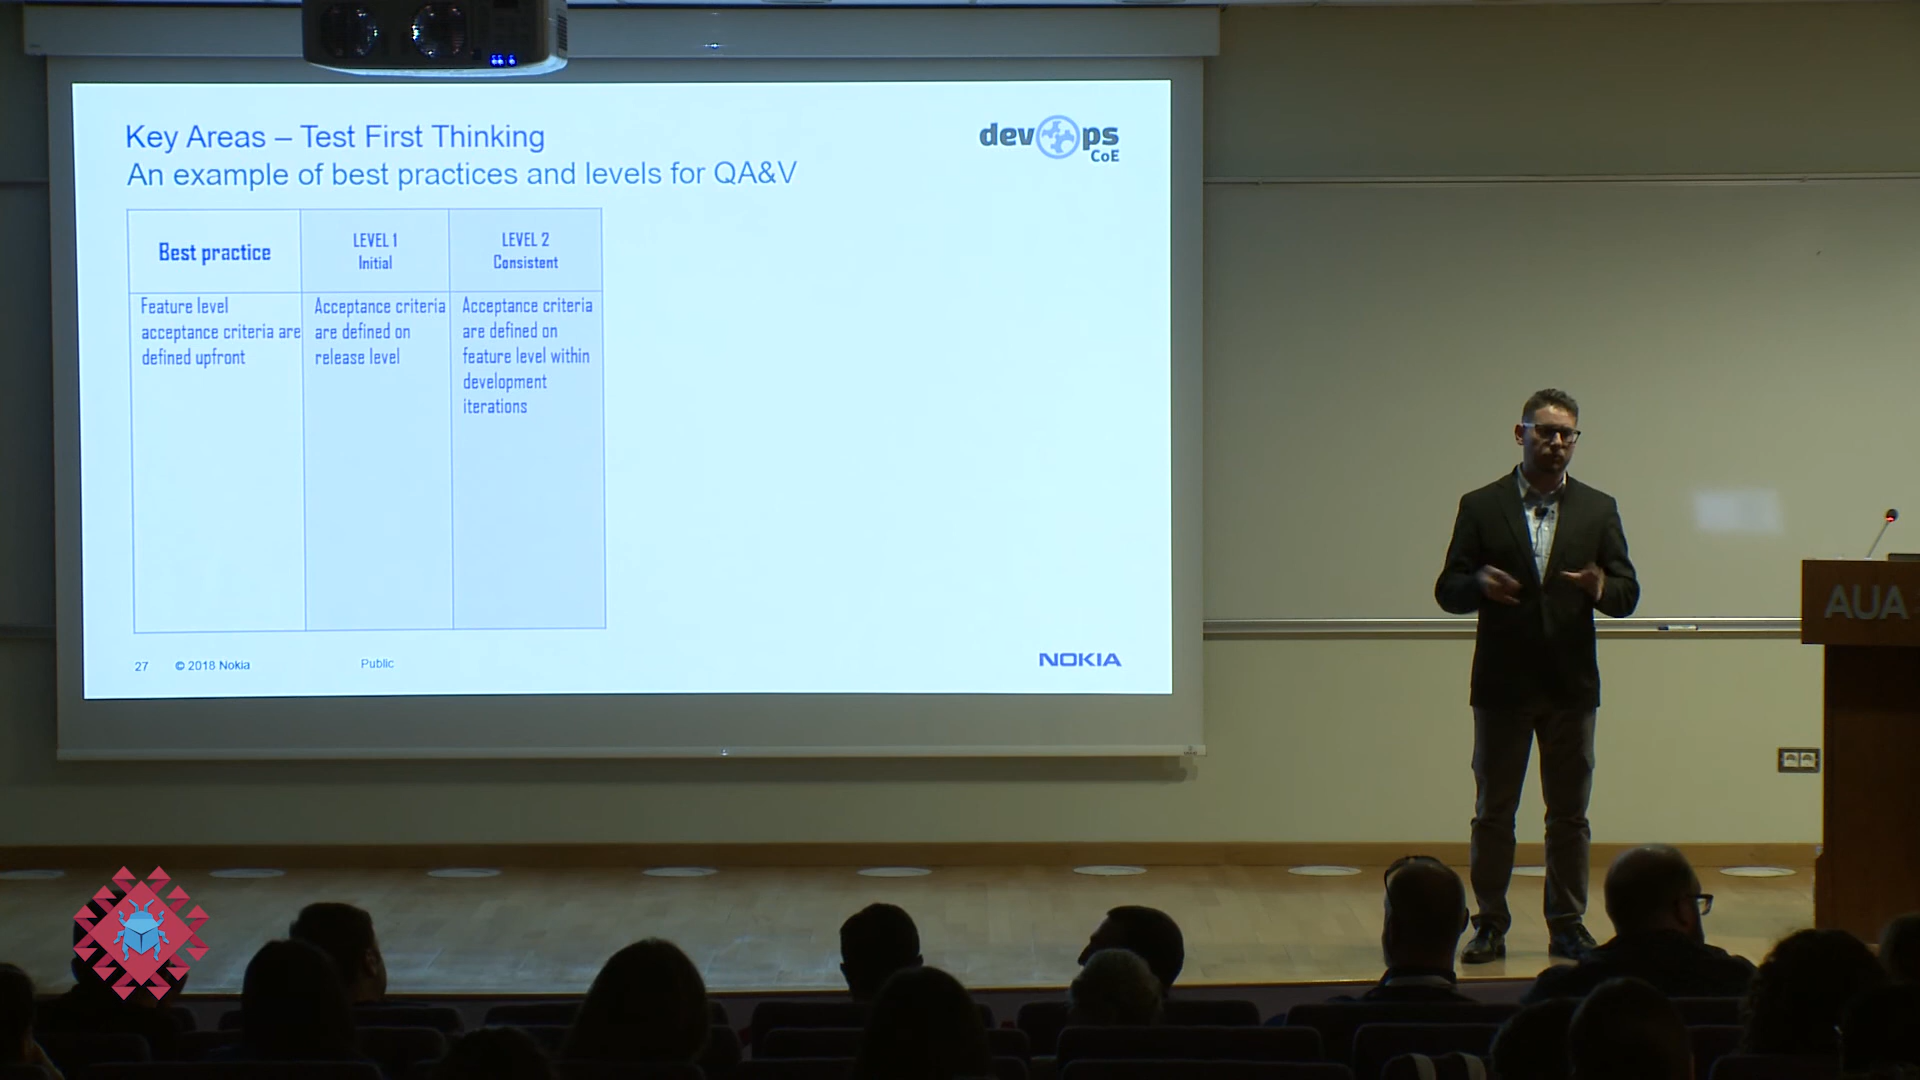 Key Areas – Test First Thinking
An example of best practices and levels for QA&V
devOps
CoE
Best practice
LEVEL 1
Initial
LEVEL 2
Consistent
Feature level
acceptance criteria are
defined upfront
Acceptance criteria
are defined on
release level
Acceptance criteria
are defined on
feature level within
development
iterations
27 © 2018 Nokia Public
NOKIA
AUA